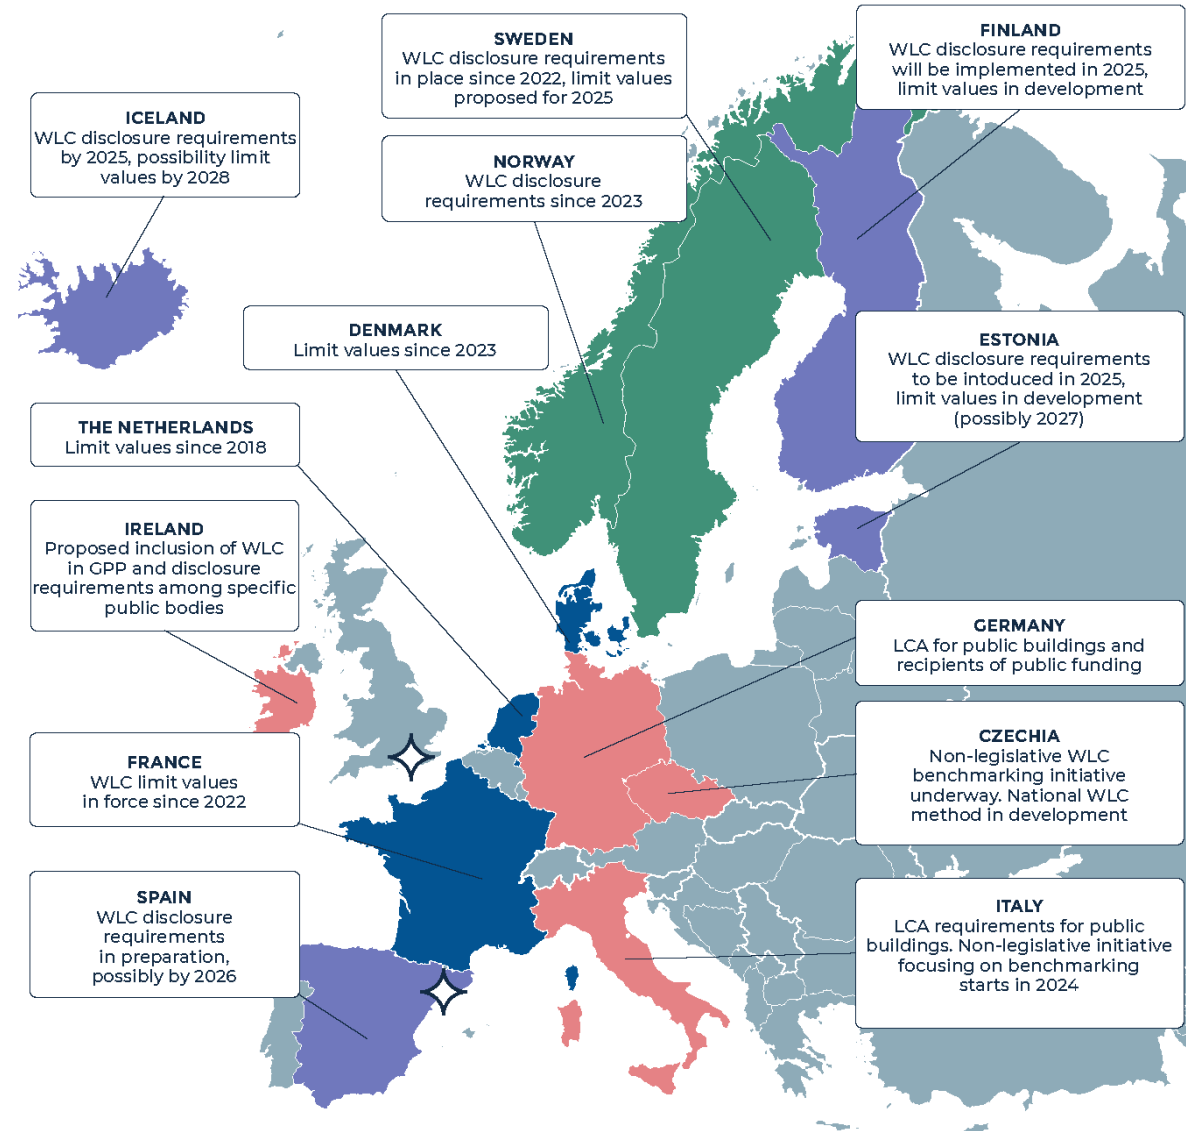 SWEDEN
WLC disclosure requirements
in place since 2022, limit values
proposed for 2025
FINLAND
WLC disclosure requirements
will be implemented in 2025,
limit values in development
ICELAND
WLC disclosure requirements
by 2025, possibility limit
values by 2028
NORWAY
WLC disclosure
requirements since 2023
DENMARK
Limit values since 2023
ESTONIA
WLC disclosure requirements
to be intoduced in 2025,
limit values in development
(possibly 2027)
THE NETHERLANDS
Limit values since 2018
IRELAND
Proposed inclusion of WLC
in GPP and disclosure
requirements among specific
public bodies
GERMANY
LCA for public buildings and
recipients of public funding
CZECHIA
Non-legislative WLC
benchmarking initiative
underway. National WLC
method in development
FRANCE
WLC limit values
in force since 2022
SPAIN
WLC disclosure
requirements
in preparation,
possibly by 2026
ITALY
LCA requirements for public
buildings. Non-legislative initiative
focusing on benchmarking
starts in 2024